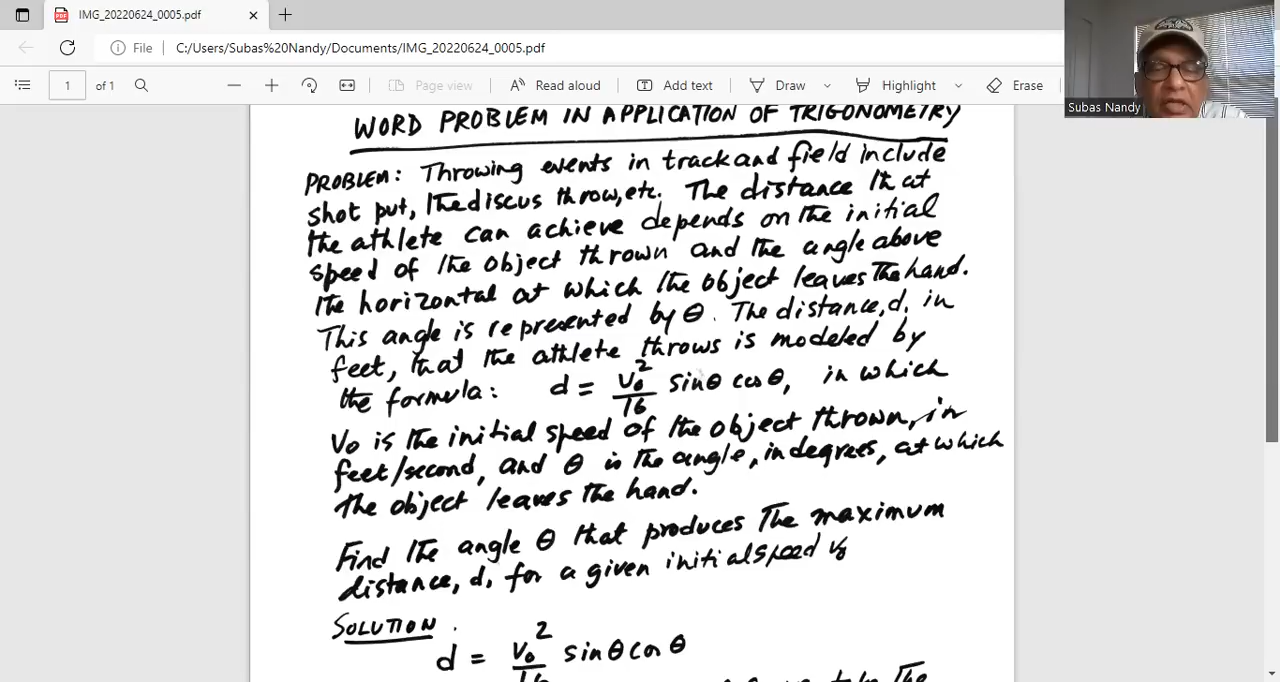 IMG_20220624_0005.pdf
File C:/Users/Subas%20Nandy/Documents/IMG_20220624_0005.pdf
1 of 1 Page view Read aloud Add text Draw Highlight Erase
Subas Nandy
WORD PROBLEM IN APPLICATION OF TRIGONOMETRY
PROBLEM: Throwing events in track and field include
shot put, the discus throw, etc. The distance that
the athlete can achieve depends on the initial
speed of the object thrown and the angle above
the horizontal at which the object leaves the hand.
This angle is represented by θ. The distance, d, in
feet, that the athlete throws is modeled by
the formula: d = v₀²/16 sinθ cosθ, in which
v₀ is the initial speed of the object thrown, in
feet/second, and θ is the angle, in degrees, at which
the object leaves the hand.
Find the angle θ that produces the maximum
distance, d, for a given initial speed v₀
SOLUTION.
d = v₀²/16 sinθ cosθ